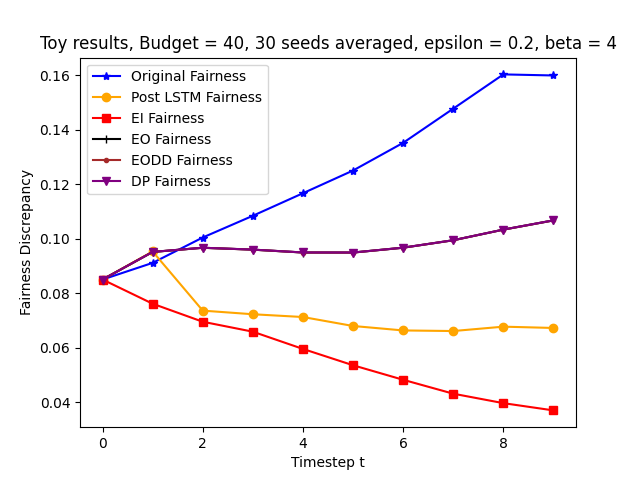 Toy results, Budget = 40, 30 seeds averaged, epsilon = 0.2, beta = 4
Original Fairness
Post LSTM Fairness
EI Fairness
EO Fairness
EODD Fairness
DP Fairness
Fairness Discrepancy
0.16
0.14
0.12
0.10
0.08
0.06
0.04
0 2 4 6 8
Timestep t